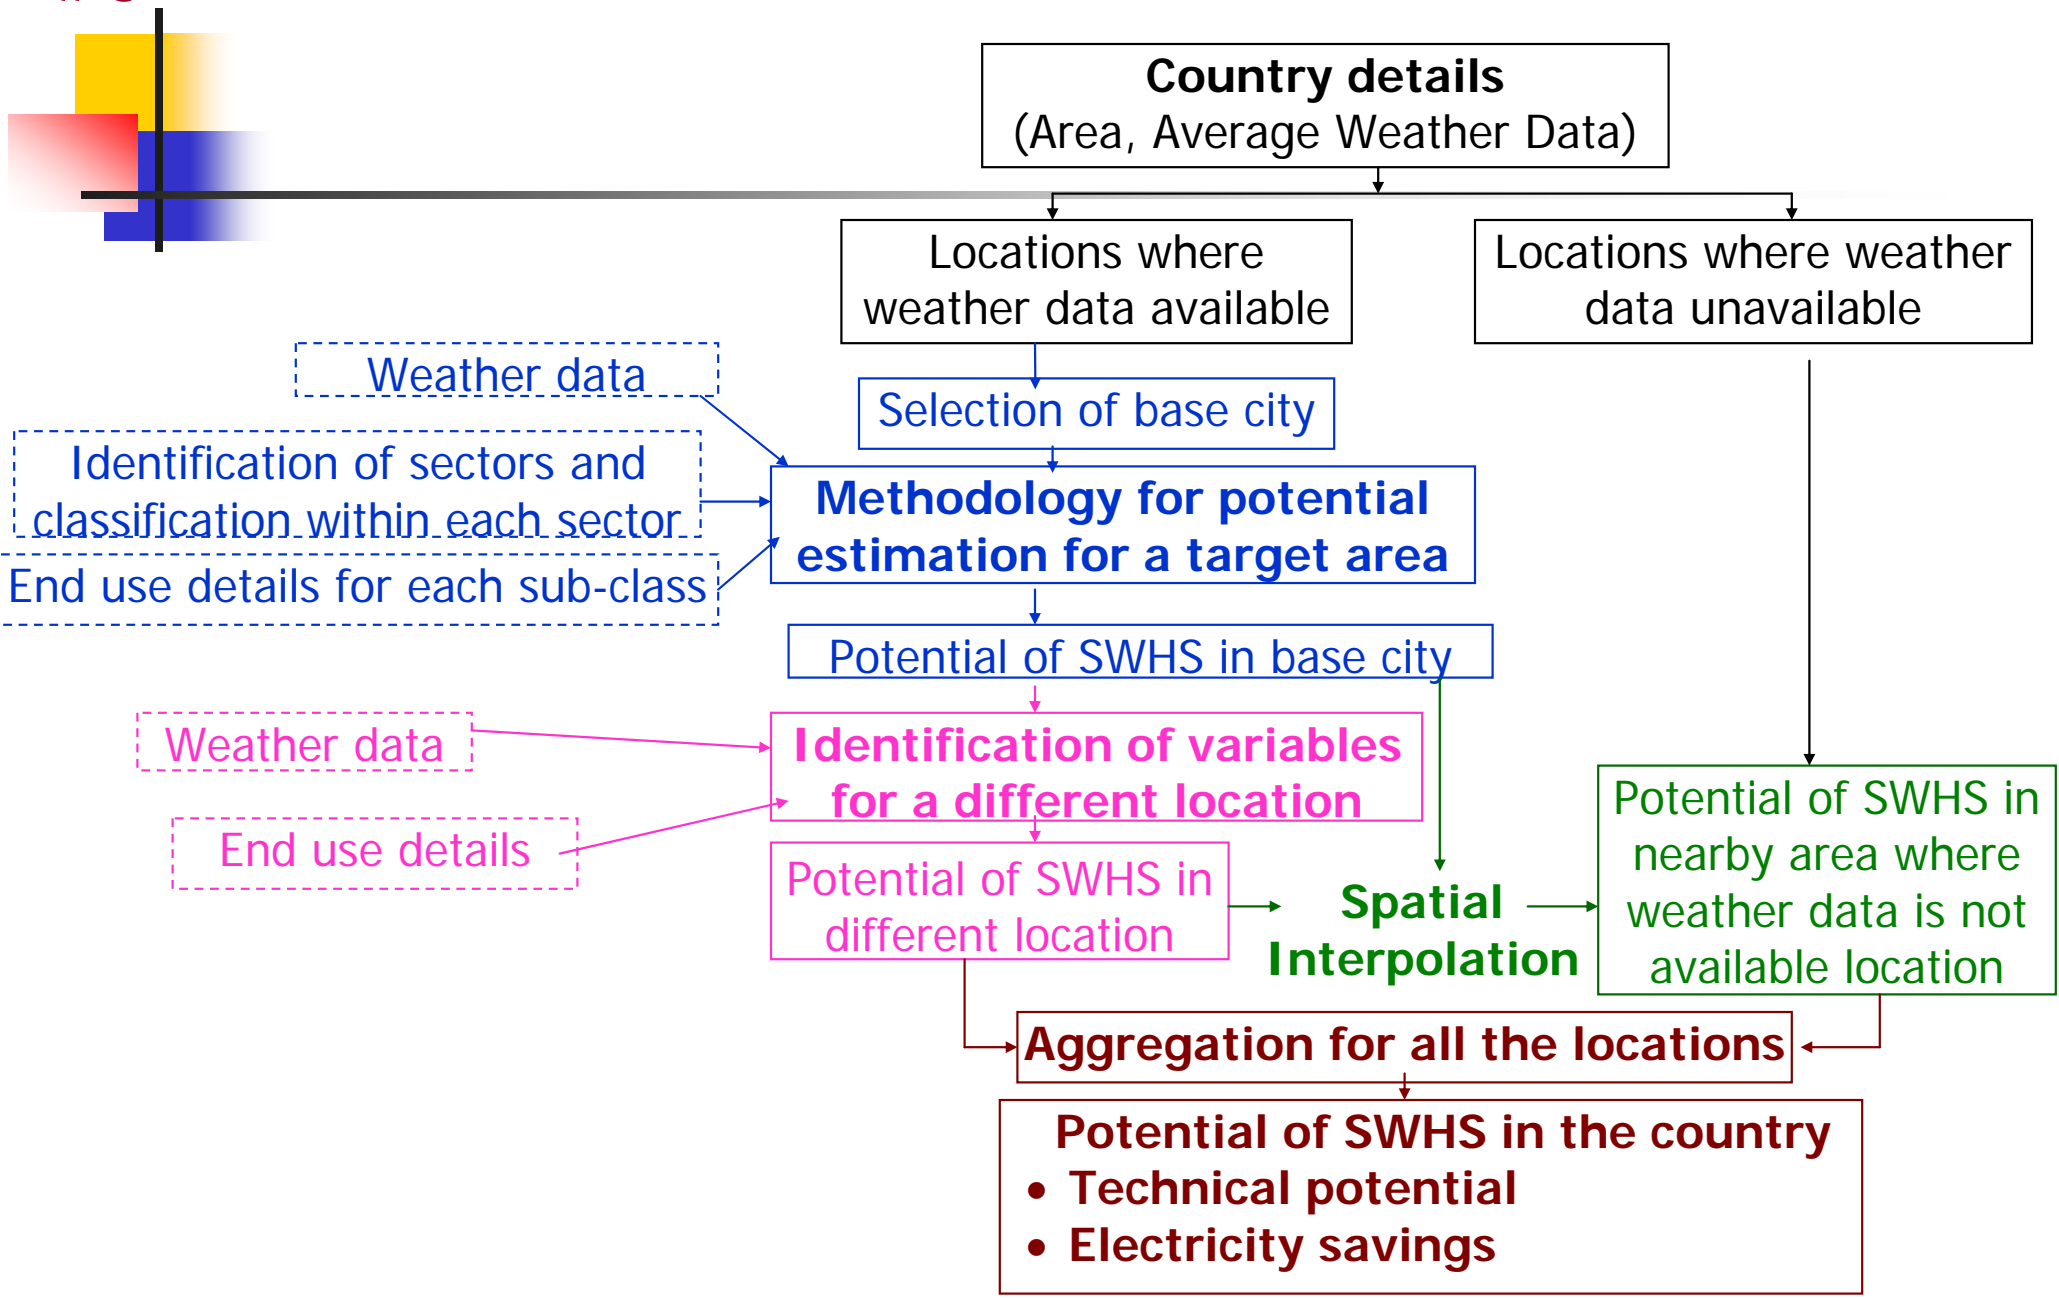 Country details
(Area, Average Weather Data)
Locations where
weather data available
Locations where weather
data unavailable
Weather data
Selection of base city
Identification of sectors and
classification within each sector
Methodology for potential
estimation for a target area
End use details for each sub-class
Potential of SWHS in base city
Weather data
Identification of variables
for a different location
End use details
Potential of SWHS in
different location
Spatial
Interpolation
Potential of SWHS in
nearby area where
weather data is not
available location
Aggregation for all the locations
Potential of SWHS in the country
• Technical potential
• Electricity savings